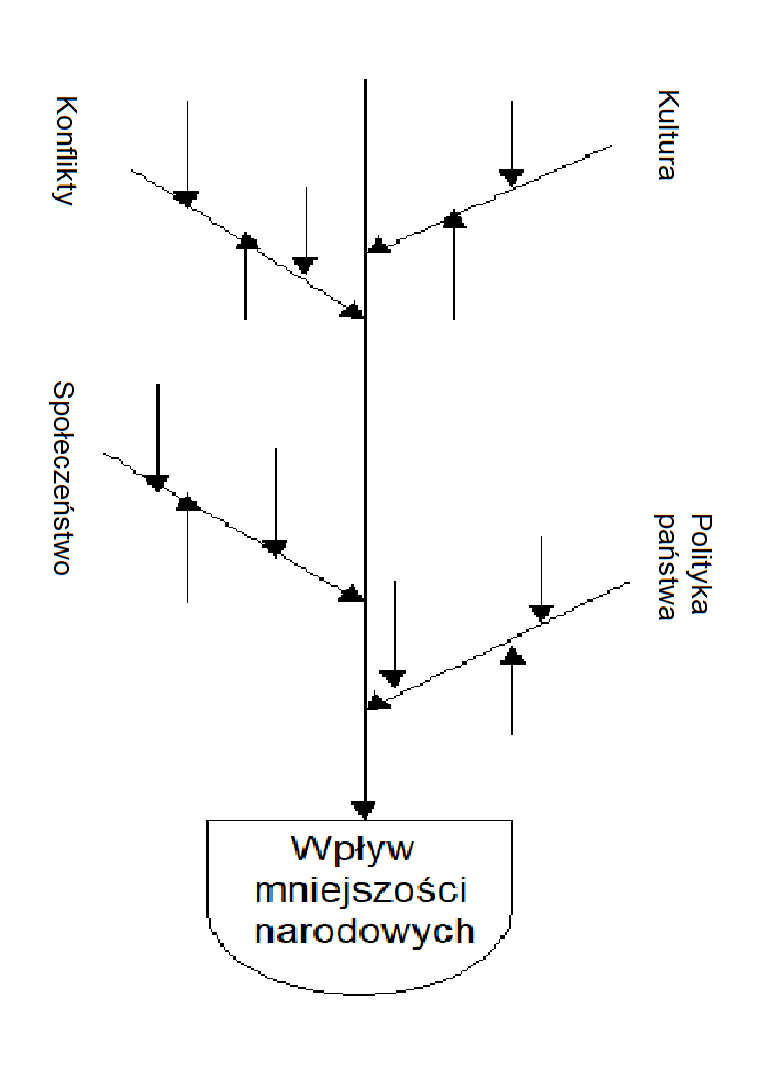 Konflikty
Kultura
Społeczeństwo
Polityka
państwa
Wpływ
mniejszości
narodowych